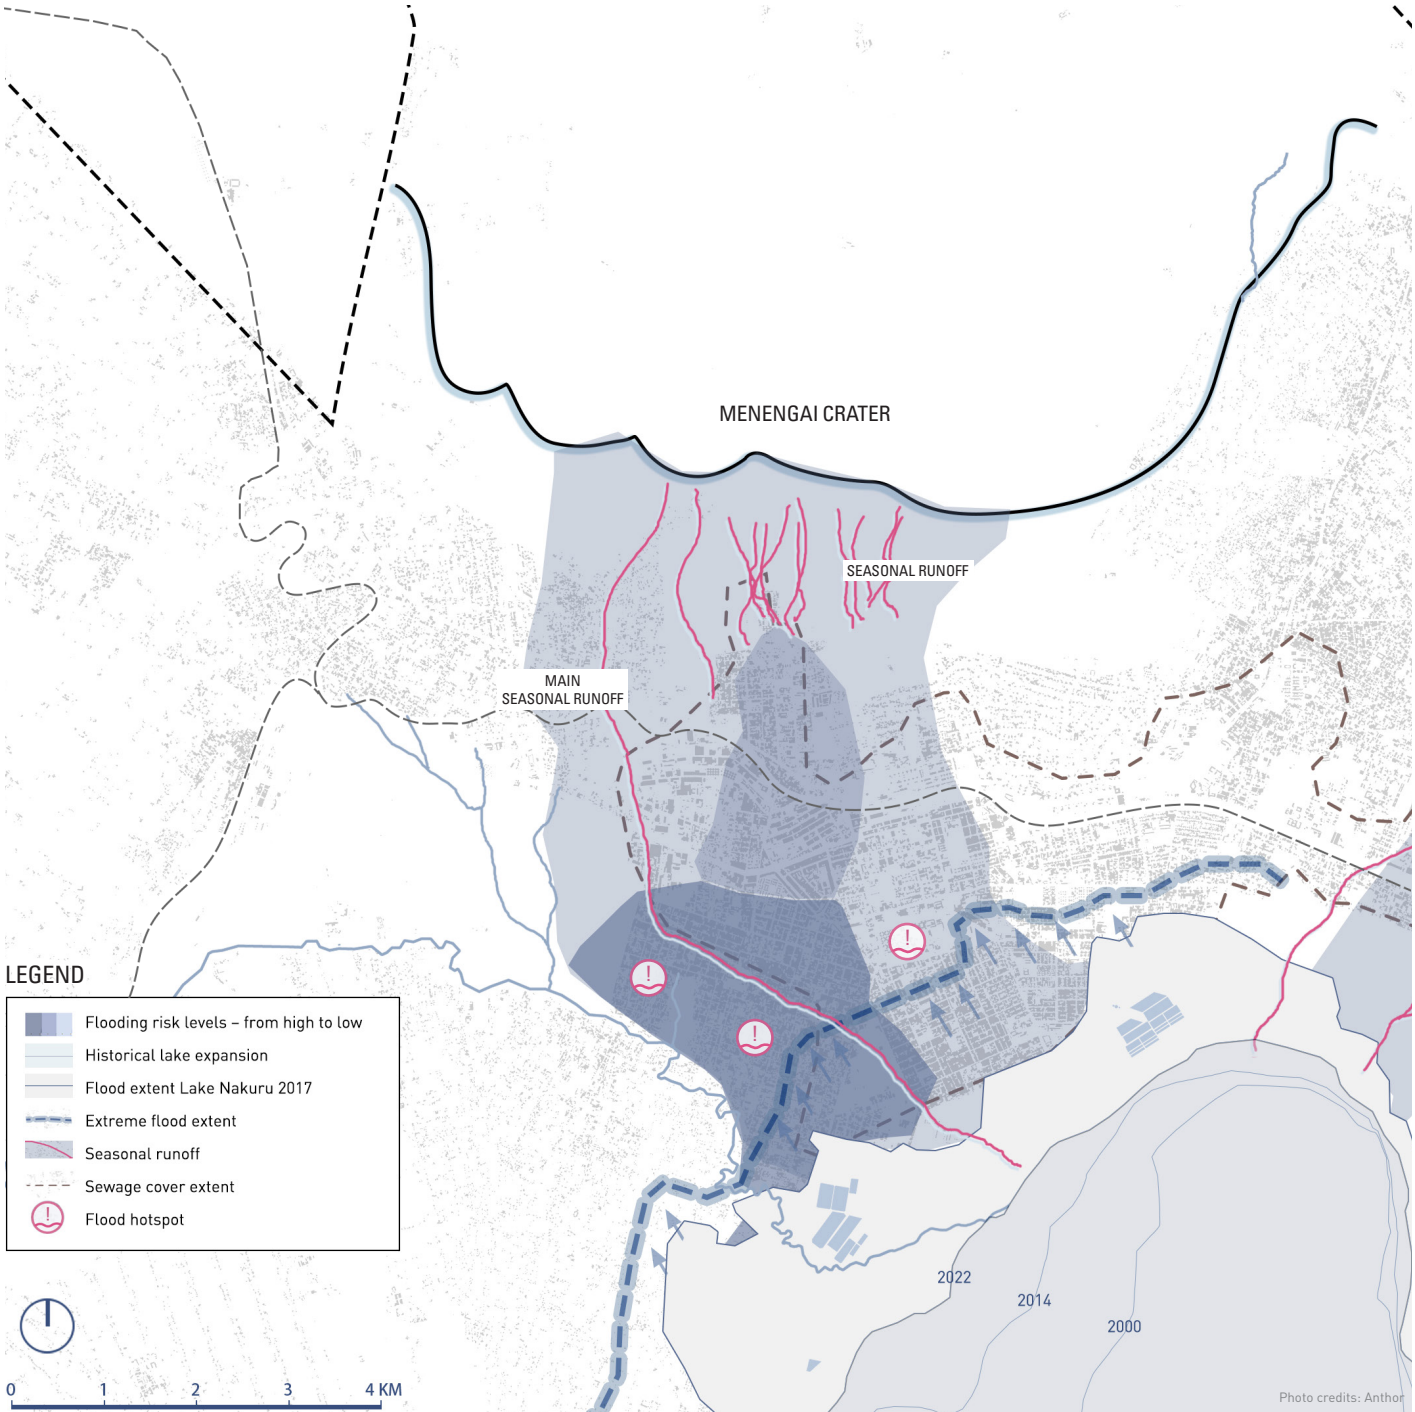 MENENGAI CRATER
SEASONAL RUNOFF
MAIN
SEASONAL RUNOFF
LEGEND
Flooding risk levels – from high to low
Historical lake expansion
Flood extent Lake Nakuru 2017
Extreme flood extent
Seasonal runoff
Sewage cover extent
Flood hotspot
2022
2014
2000
0 1 2 3 4 KM
Photo credits: Anthor